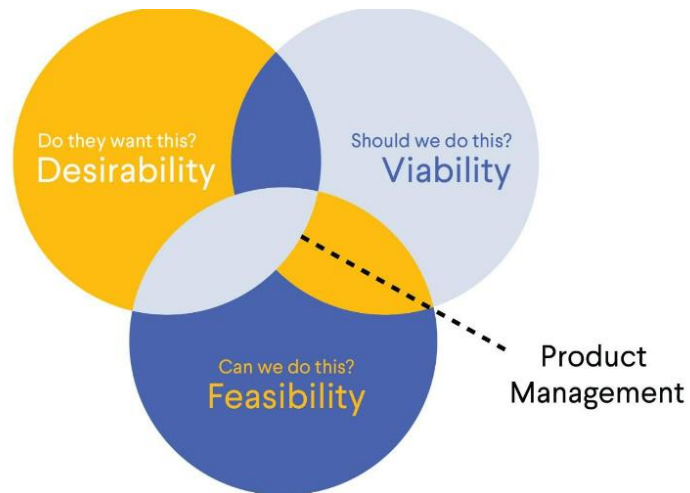 Do they want this?
Desirability
Should we do this?
Viability
Can we do this?
Feasibility
Product
Management